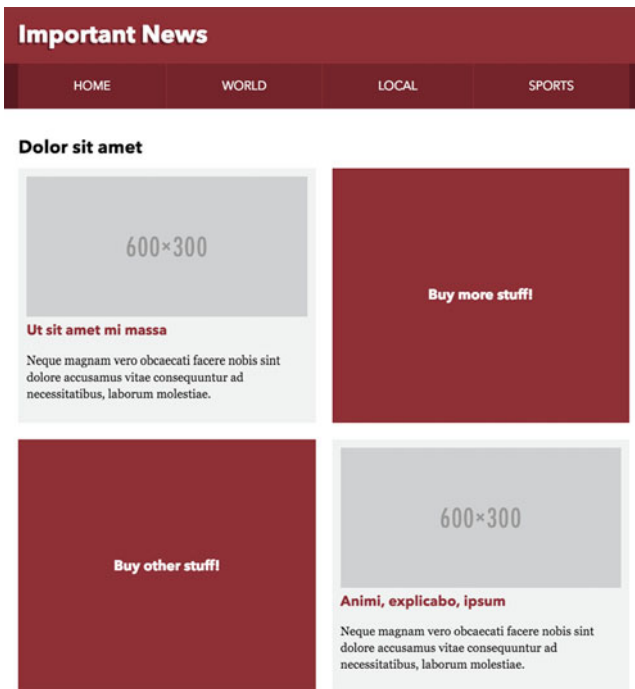 Important News
HOME WORLD LOCAL SPORTS
Dolor sit amet
600×300
Ut sit amet mi massa
Neque magnam vero obcaecati facere nobis sint
dolore accusamus vitae consequuntur ad
necessitatibus, laborum molestiae.
Buy more stuff!
Buy other stuff!
600×300
Animi, explicabo, ipsum
Neque magnam vero obcaecati facere nobis sint
dolore accusamus vitae consequuntur ad
necessitatibus, laborum molestiae.